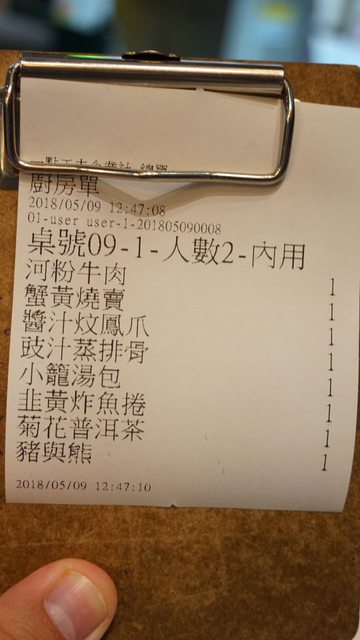 廚房單
2018/05/09 12:47:08
01-user user-1-201805090008
桌號09-1-人數2-內用
河粉牛肉 1
蟹黃燒賣 1
醬汁炆鳳爪 1
豉汁蒸排骨 1
小籠湯包 1
韭黃炸魚捲 1
菊花普洱茶 1
豬與熊 1
2018/05/09 12:47:10